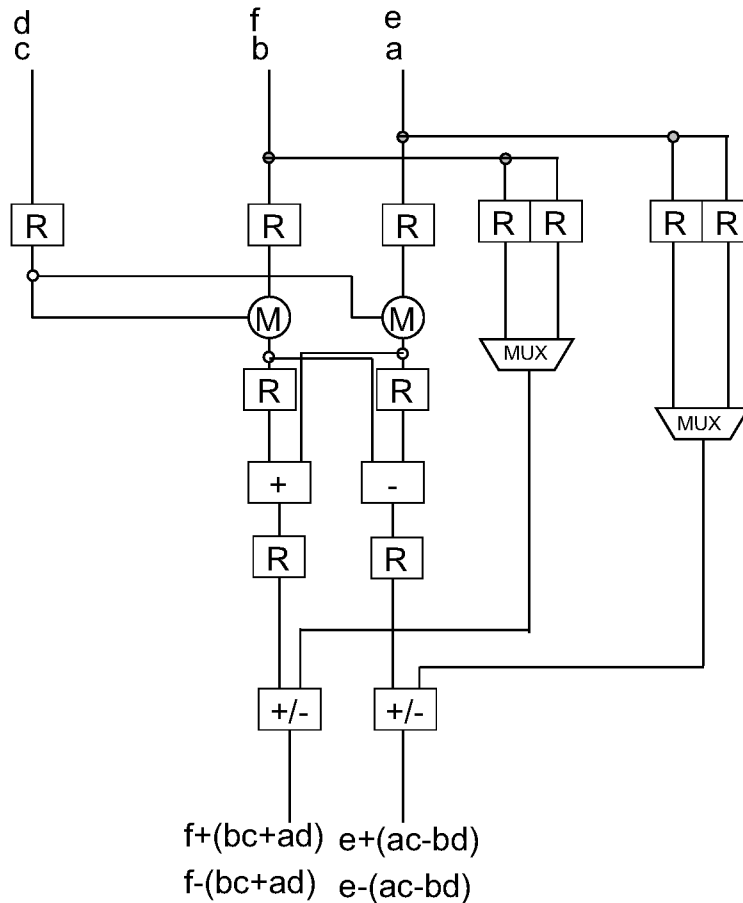 d f e
c b a
R R R R R R R
M M
MUX
R R
MUX
+ -
R R
+/- +/-
f+(bc+ad) e+(ac-bd)
f-(bc+ad) e-(ac-bd)